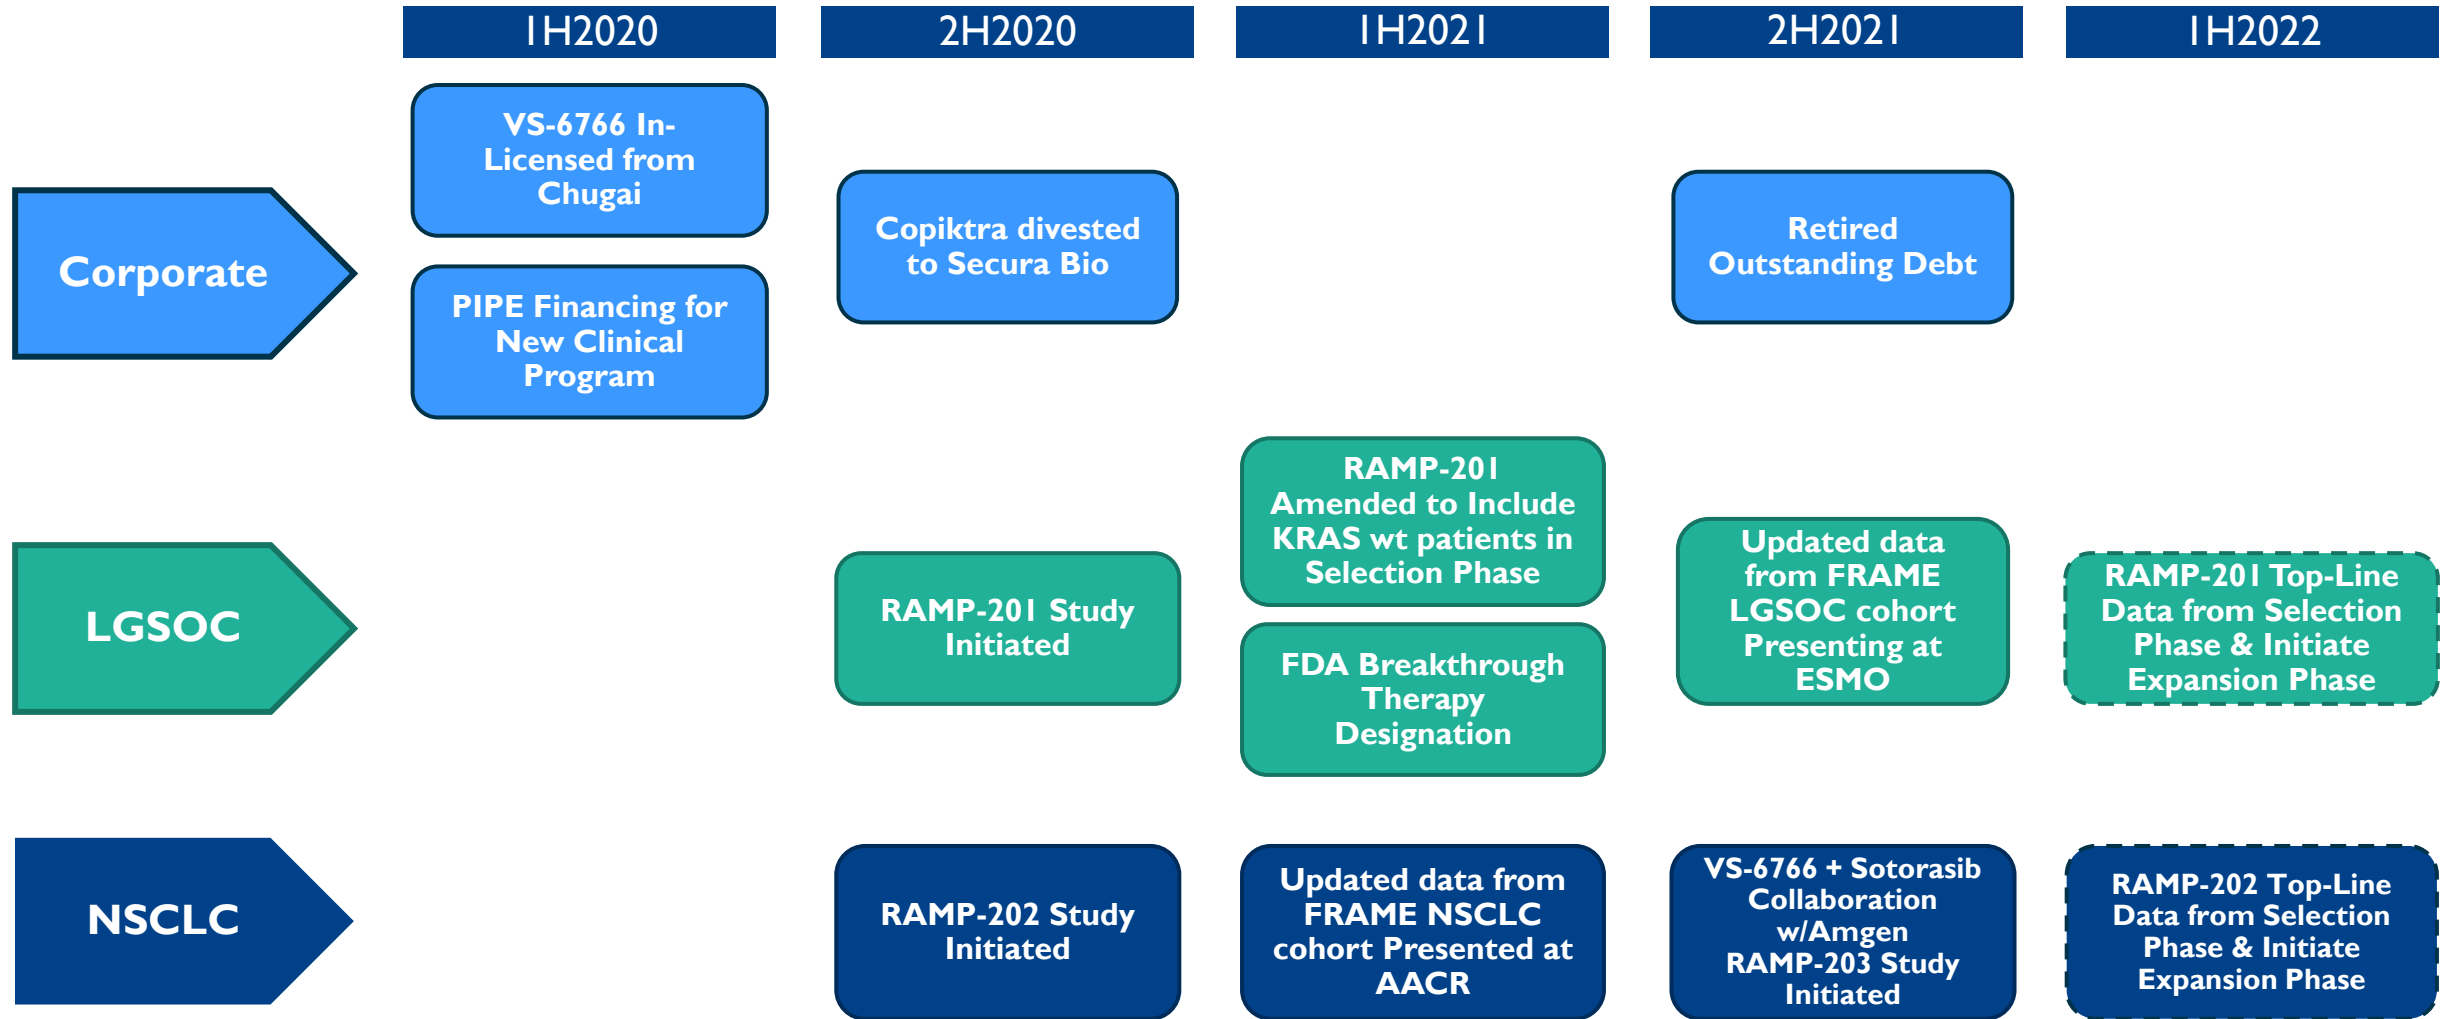 1H2020
2H2020
1H2021
2H2021
1H2022
Corporate
VS-6766 In-
Licensed from
Chugai
PIPE Financing for
New Clinical
Program
Copiktra divested
to Secura Bio
Retired
Outstanding Debt
LGSOC
RAMP-201 Study
Initiated
RAMP-201
Amended to Include
KRAS wt patients in
Selection Phase
FDA Breakthrough
Therapy
Designation
Updated data
from FRAME
LGSOC cohort
Presenting at
ESMO
RAMP-201 Top-Line
Data from Selection
Phase & Initiate
Expansion Phase
NSCLC
RAMP-202 Study
Initiated
Updated data from
FRAME NSCLC
cohort Presented at
AACR
VS-6766 + Sotorasib
Collaboration
w/Amgen
RAMP-203 Study
Initiated
RAMP-202 Top-Line
Data from Selection
Phase & Initiate
Expansion Phase